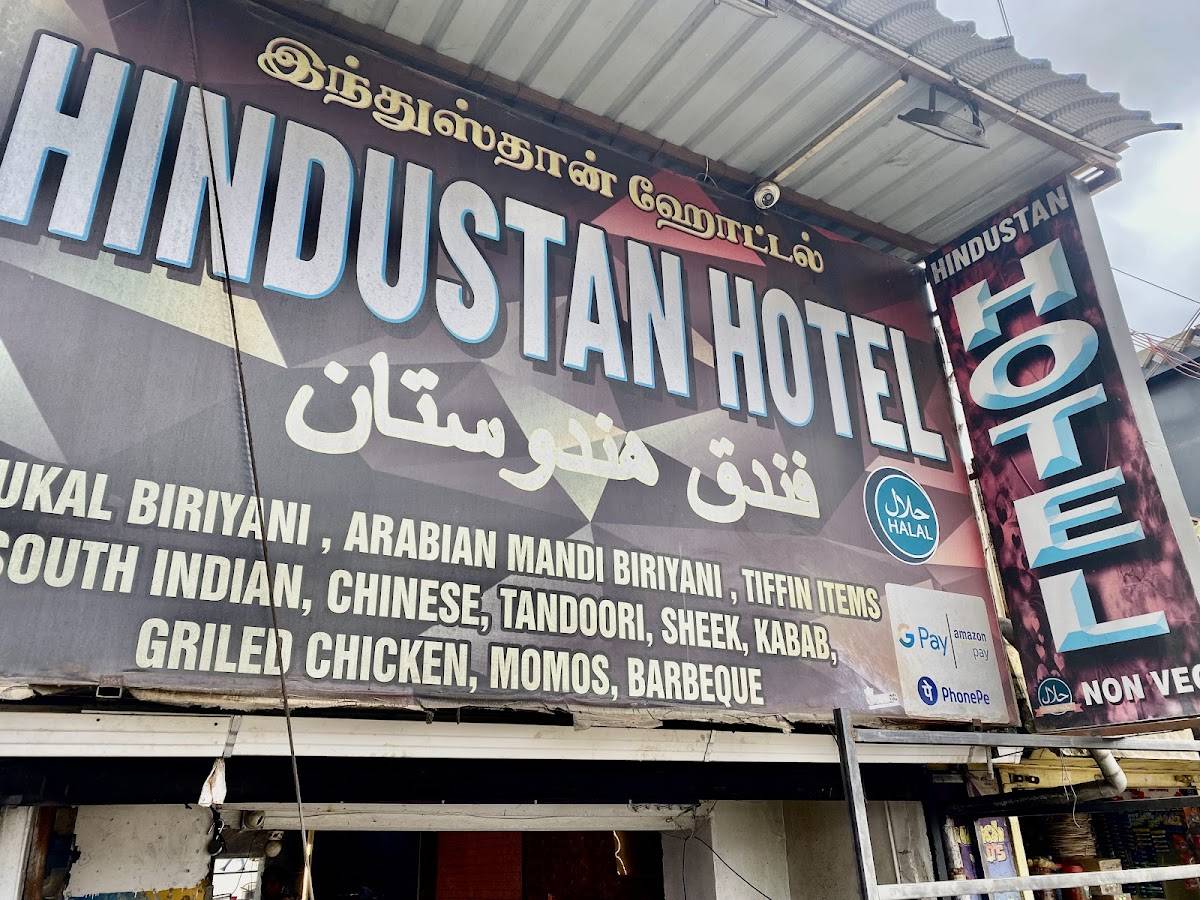 இந்துஸ்தான் ஹோட்டல்
HINDUSTAN HOTEL
فندق هندوستان
حلال
HALAL
UKAL BIRIYANI , ARABIAN MANDI BIRIYANI , TIFFIN ITEMS
SOUTH INDIAN, CHINESE, TANDOORI, SHEEK, KABAB,
GRILED CHICKEN, MOMOS, BARBEQUE
G Pay
amazon
pay
PhonePe
HINDUSTAN
HOTEL
حلال
NON VEG